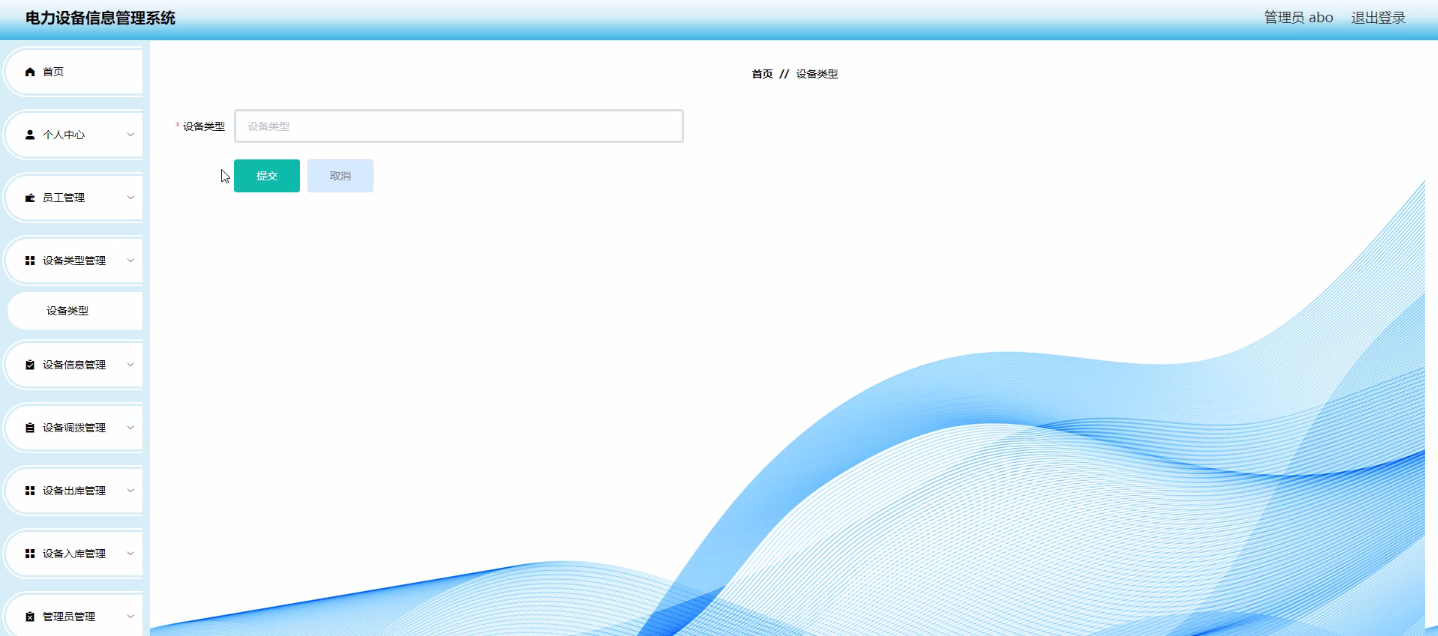 电力设备信息管理系统
管理员 abo 退出登录
首页
个人中心
员工管理
设备类型管理
设备类型
设备信息管理
设备调拨管理
设备出库管理
设备入库管理
管理员管理
首页 // 设备类型
* 设备类型 设备类型
提交 取消